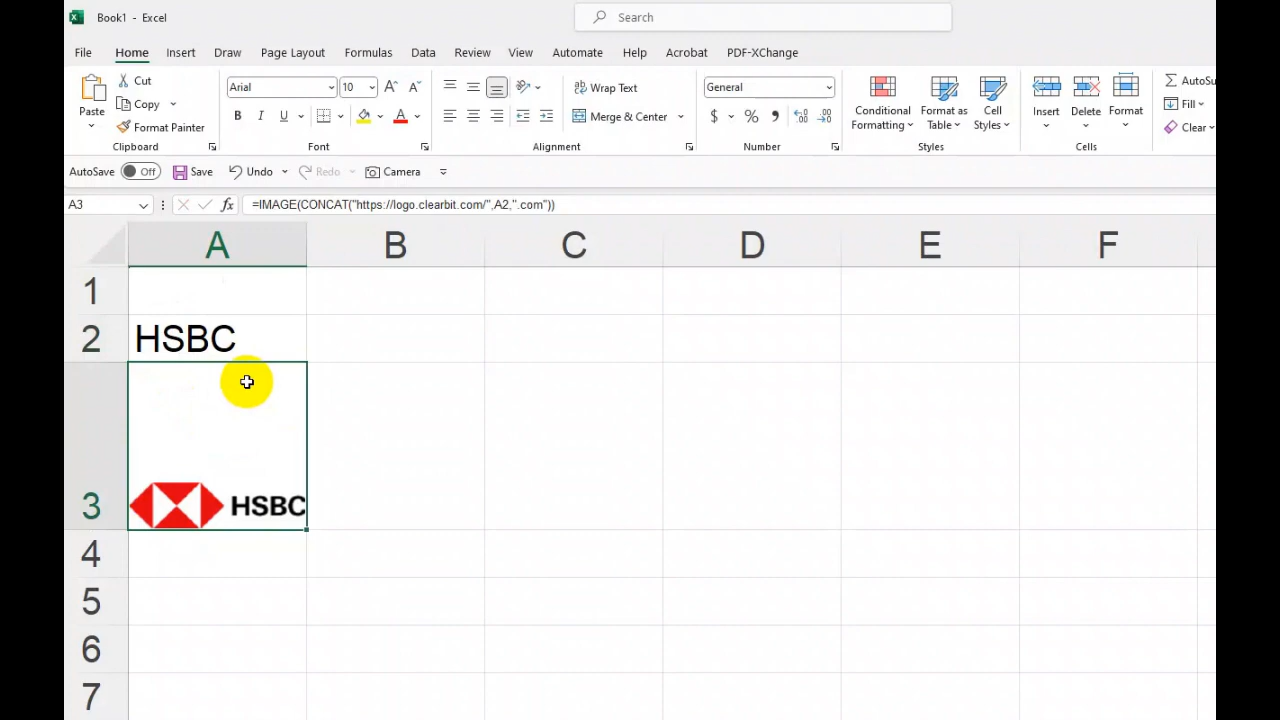 Book1 - Excel
Search
File Home Insert Draw Page Layout Formulas Data Review View Automate Help Acrobat PDF-XChange
Paste
Cut
Copy
Format Painter
Clipboard
Arial 10
B I U
Font
Wrap Text
Merge & Center
Alignment
General
$ %
Number
Conditional Formatting
Format as Table
Cell Styles
Styles
Insert
Delete
Format
Cells
AutoSu
Fill
Clear
AutoSave Off Save Undo Redo Camera
A3 fx =IMAGE(CONCAT("https://logo.clearbit.com/",A2,".com"))
A B C D E F
1
2 HSBC
3 HSBC
4
5
6
7